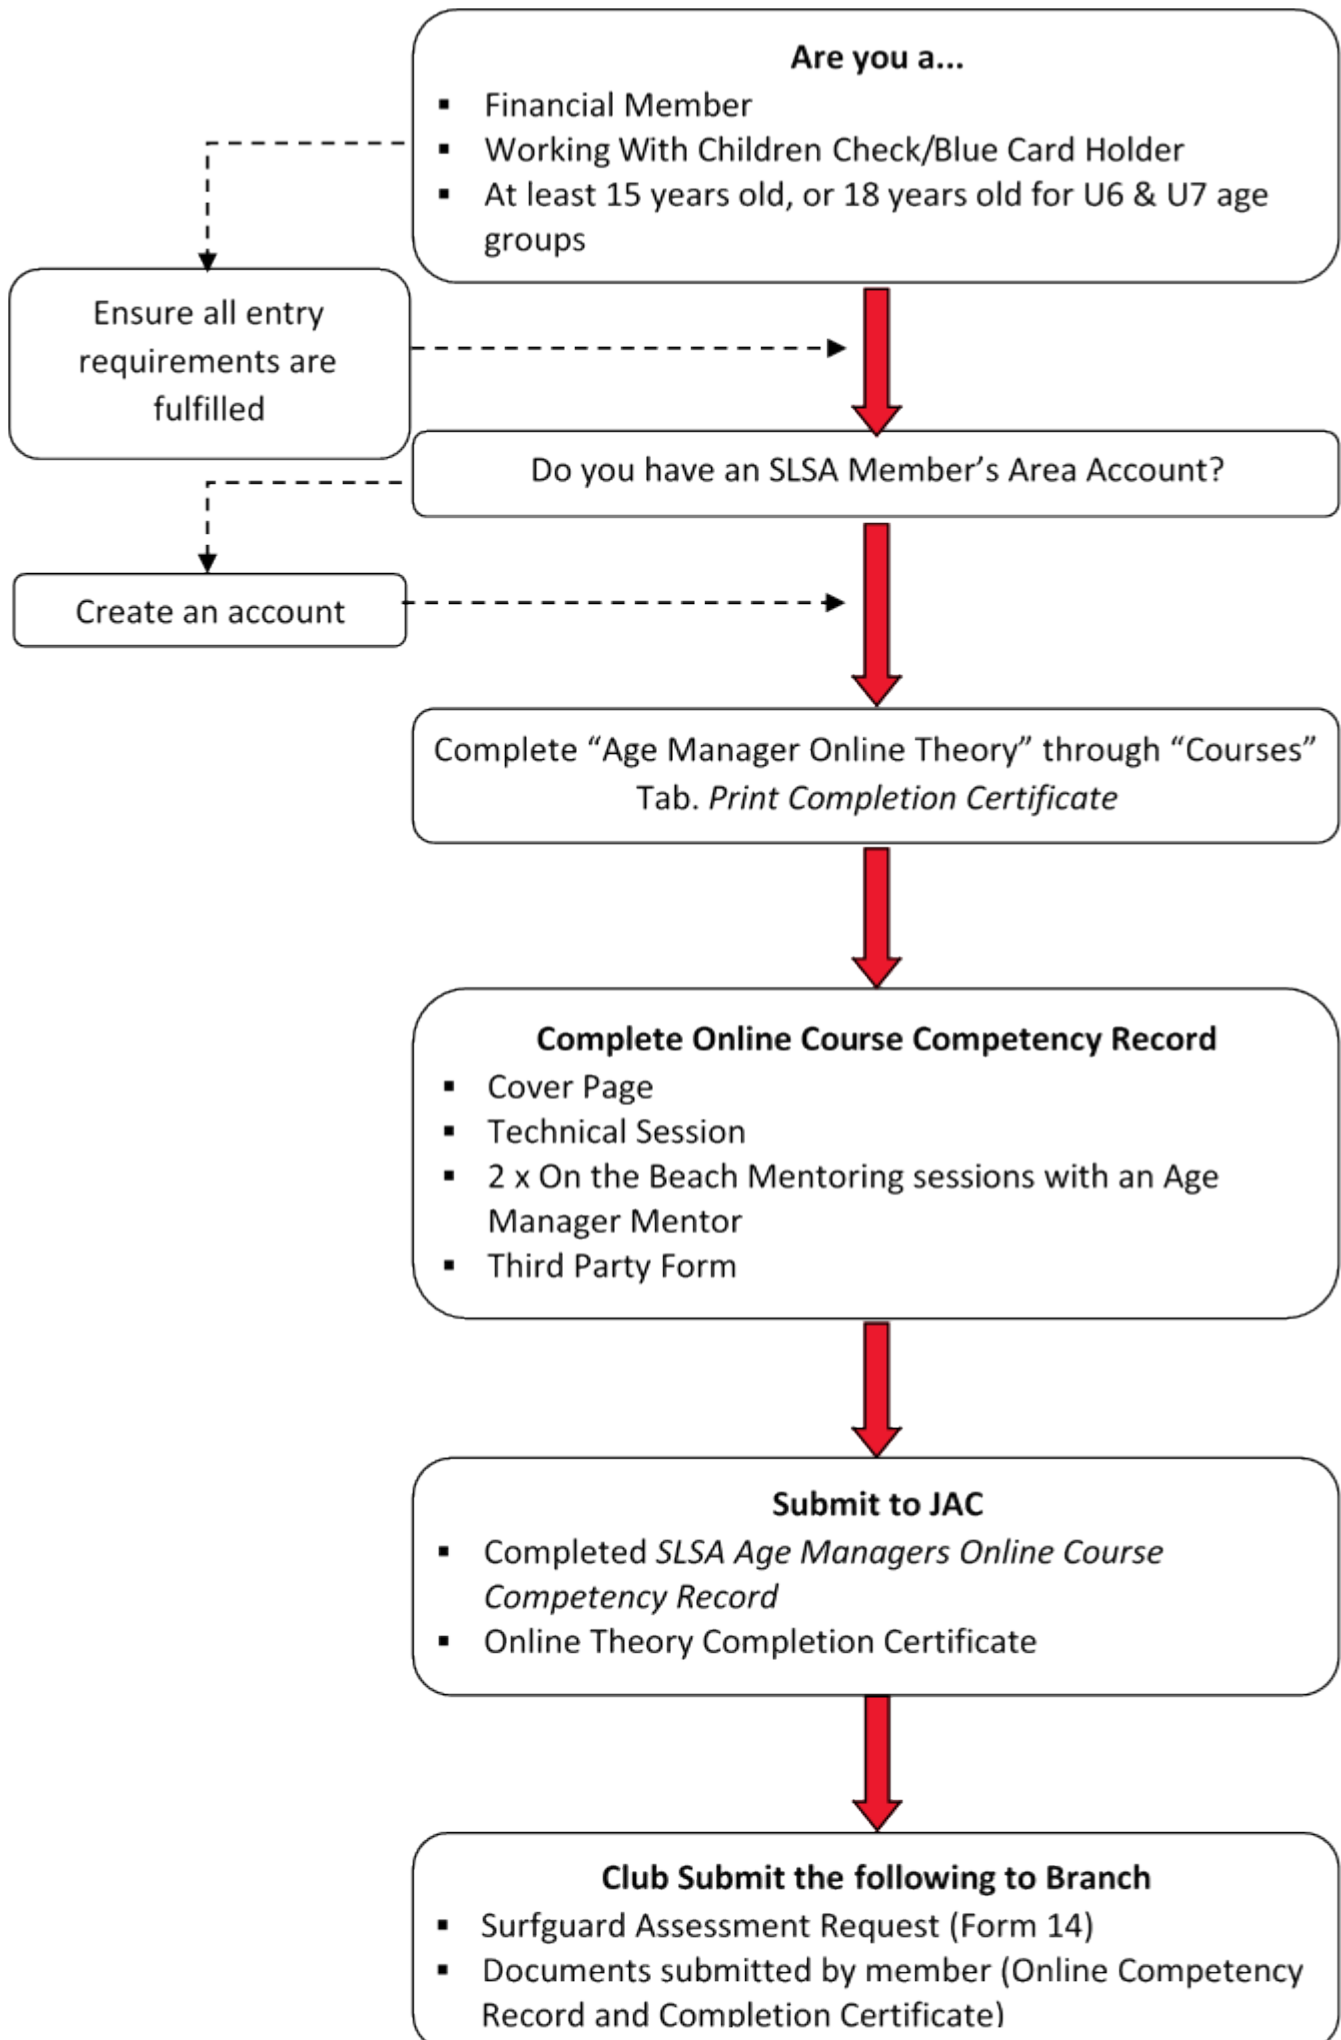 Are you a...
▪ Financial Member
▪ Working With Children Check/Blue Card Holder
▪ At least 15 years old, or 18 years old for U6 & U7 age
groups
Ensure all entry
requirements are
fulfilled
Do you have an SLSA Member’s Area Account?
Create an account
Complete “Age Manager Online Theory” through “Courses”
Tab. Print Completion Certificate
Complete Online Course Competency Record
▪ Cover Page
▪ Technical Session
▪ 2 x On the Beach Mentoring sessions with an Age
Manager Mentor
▪ Third Party Form
Submit to JAC
▪ Completed SLSA Age Managers Online Course
Competency Record
▪ Online Theory Completion Certificate
Club Submit the following to Branch
▪ Surfguard Assessment Request (Form 14)
▪ Documents submitted by member (Online Competency
Record and Completion Certificate)